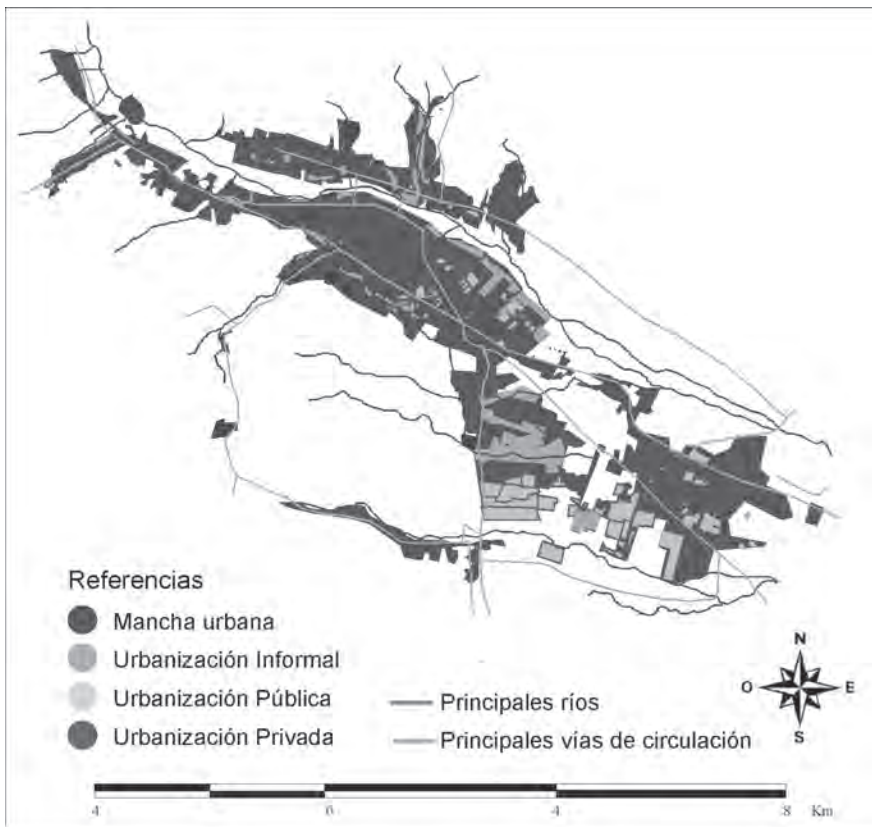 Referencias
Mancha urbana
Urbanización Informal
Urbanización Pública
Urbanización Privada
Principales ríos
Principales vías de circulación
N
O E
S
4 0 4 8 Km